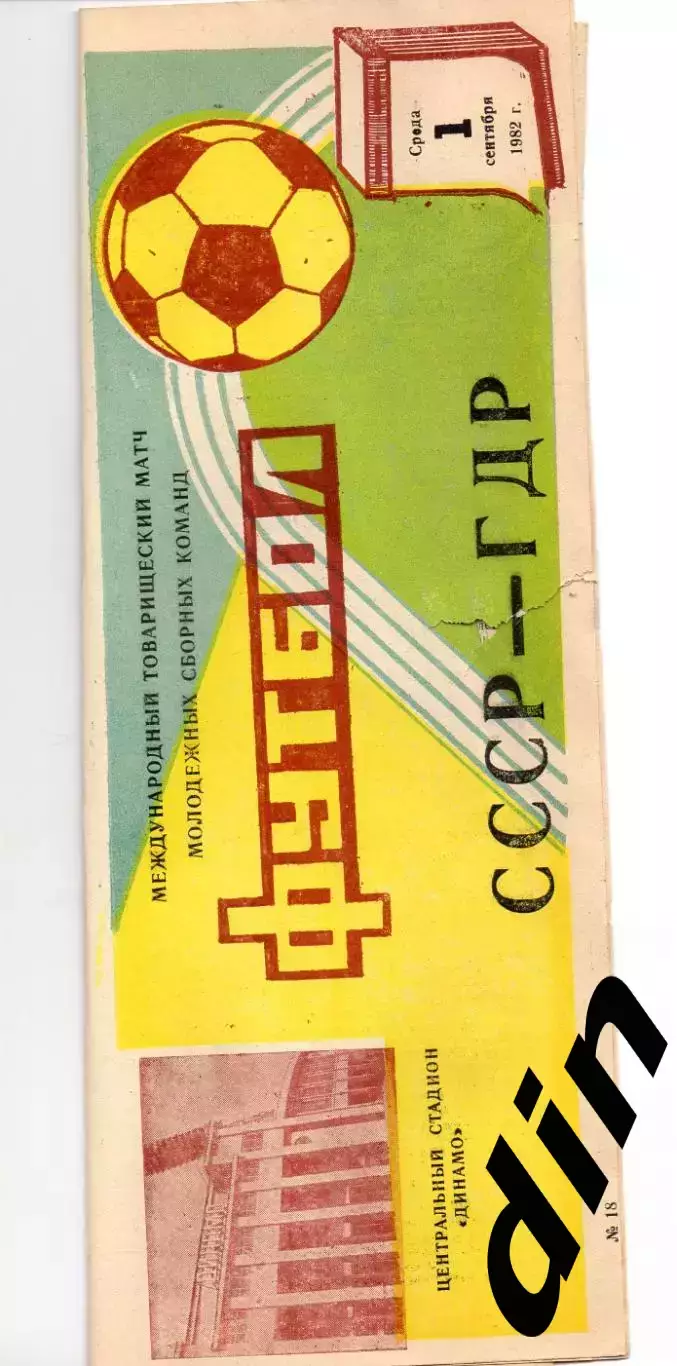 МЕЖДУНАРОДНЫЙ ТОВАРИЩЕСКИЙ МАТЧ
МОЛОДЕЖНЫХ СБОРНЫХ КОМАНД
ФУТБОЛ
Среда
1
сентября
1982 г.
СССР—ГДР
ЦЕНТРАЛЬНЫЙ СТАДИОН
«ДИНАМО»
№ 18
din